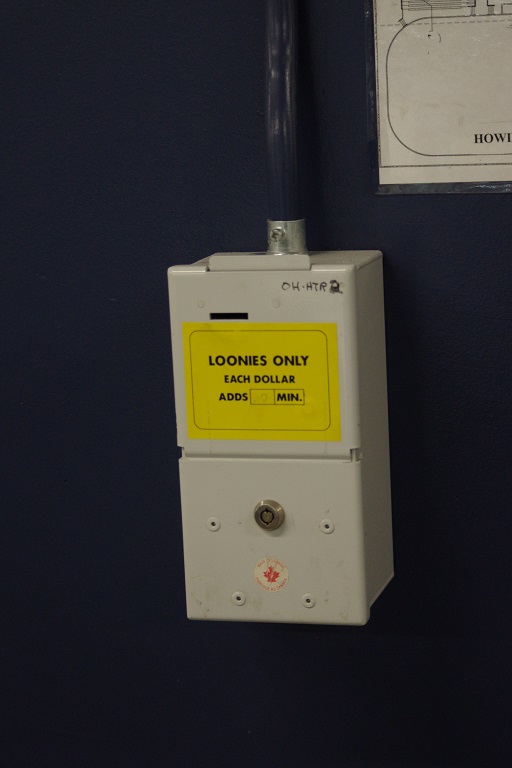 HOWI
OH-HTR2
LOONIES ONLY
EACH DOLLAR
ADDS MIN.